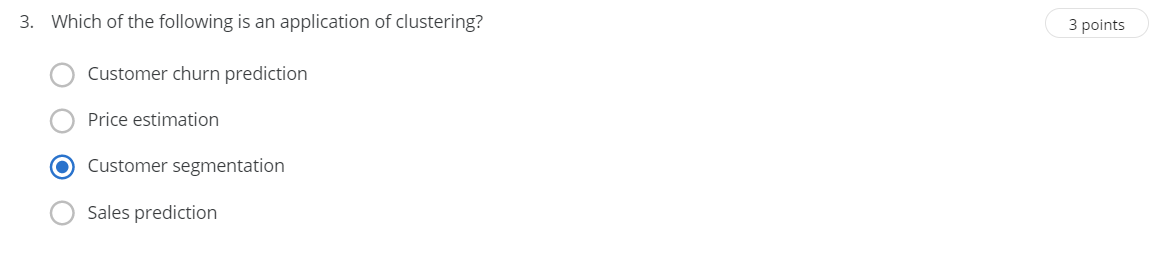 3. Which of the following is an application of clustering?
3 points
Customer churn prediction
Price estimation
Customer segmentation
Sales prediction